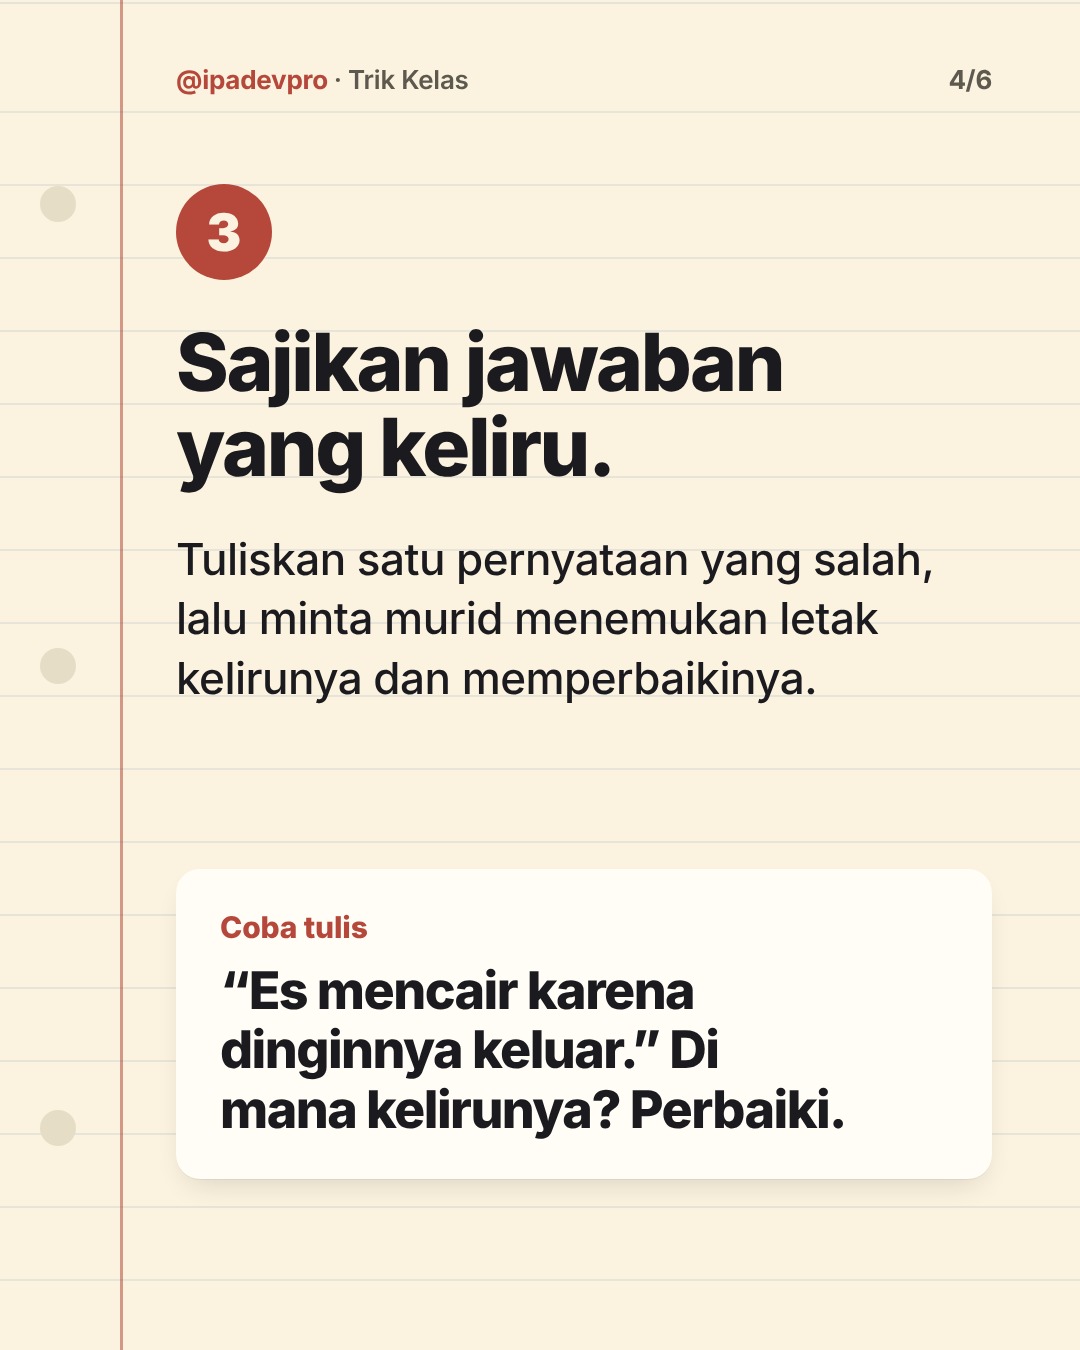 @ipadevpro · Trik Kelas
4/6
3
Sajikan jawaban
yang keliru.
Tuliskan satu pernyataan yang salah,
lalu minta murid menemukan letak
kelirunya dan memperbaikinya.
Coba tulis
“Es mencair karena
dinginnya keluar.” Di
mana kelirunya? Perbaiki.